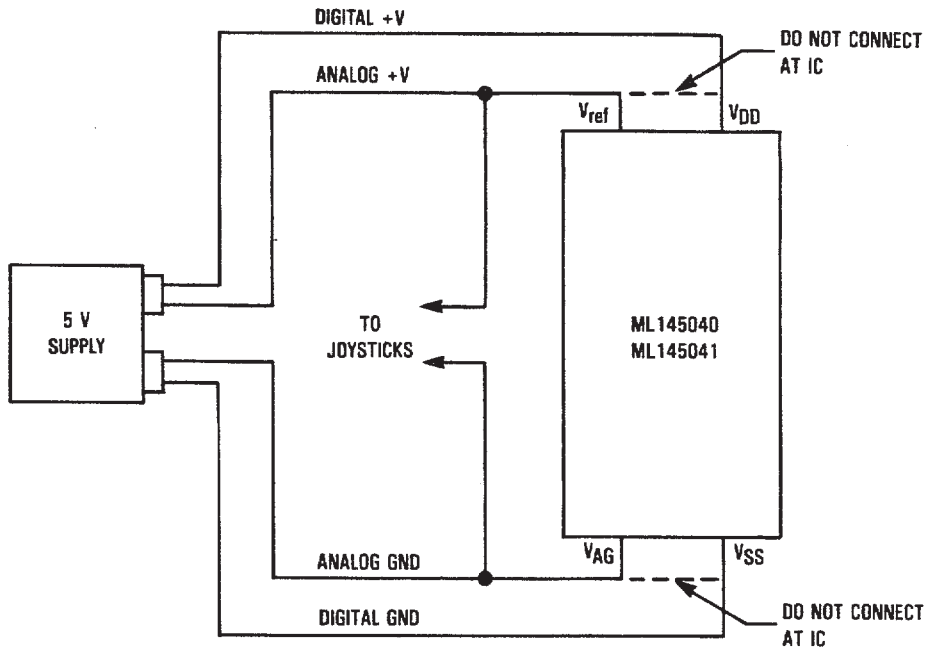 DIGITAL +V
DO NOT CONNECT
AT IC
ANALOG +V
Vref
VDD
5 V
SUPPLY
TO
JOYSTICKS
ML145040
ML145041
VAG
VSS
ANALOG GND
DIGITAL GND
DO NOT CONNECT
AT IC